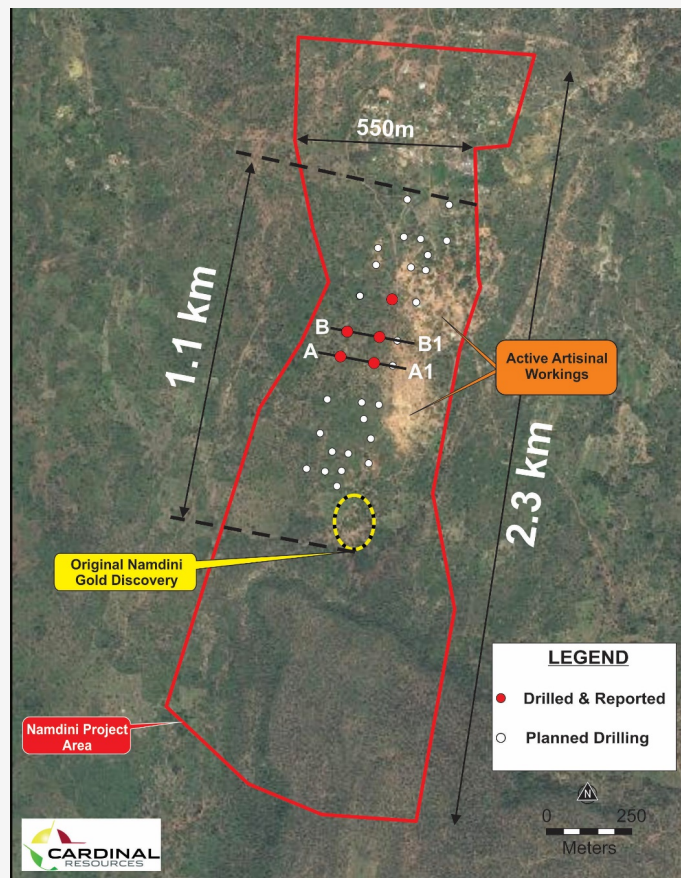 550m
1.1 km
B
B1
A
A1
Active Artisinal
Workings
2.3 km
Original Namdini
Gold Discovery
LEGEND
Drilled & Reported
Planned Drilling
Namdini Project
Area
N
0 250
Meters
CARDINAL
RESOURCES